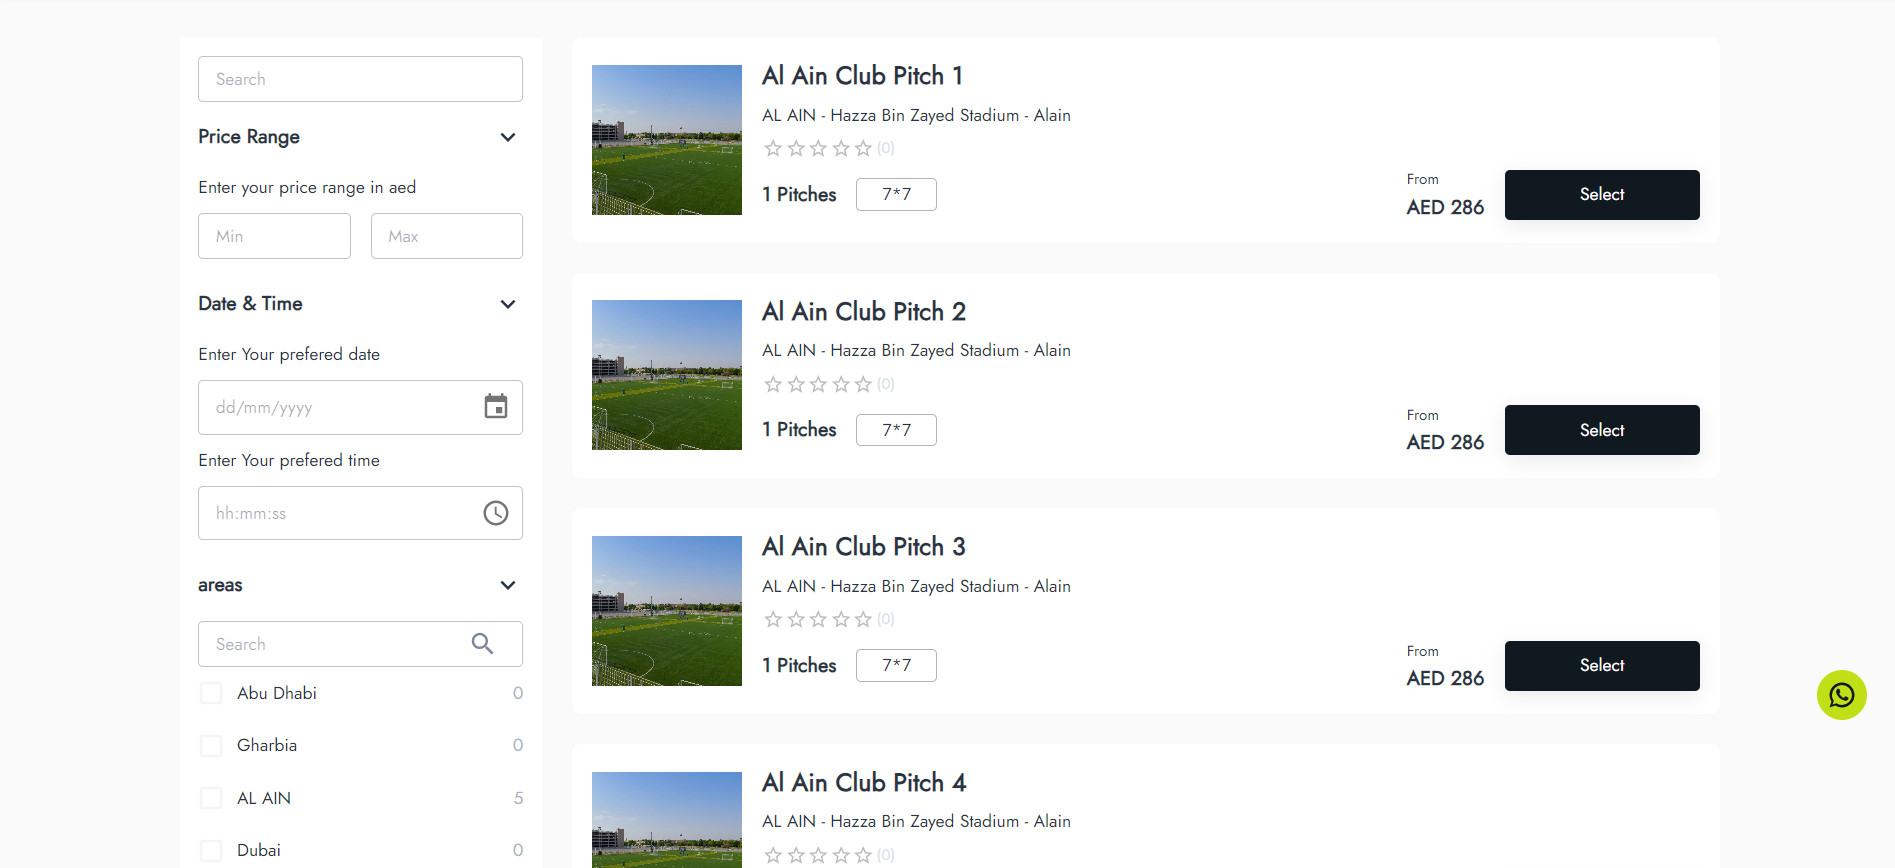 Search
Price Range
Enter your price range in aed
Min
Max
Date & Time
Enter Your prefered date
dd/mm/yyyy
Enter Your prefered time
hh:mm:ss
areas
Search
Abu Dhabi 0
Gharbia 0
AL AIN 5
Dubai 0
Al Ain Club Pitch 1
AL AIN - Hazza Bin Zayed Stadium - Alain
(0)
1 Pitches 7*7
From
AED 286
Select
Al Ain Club Pitch 2
AL AIN - Hazza Bin Zayed Stadium - Alain
(0)
1 Pitches 7*7
From
AED 286
Select
Al Ain Club Pitch 3
AL AIN - Hazza Bin Zayed Stadium - Alain
(0)
1 Pitches 7*7
From
AED 286
Select
Al Ain Club Pitch 4
AL AIN - Hazza Bin Zayed Stadium - Alain
(0)